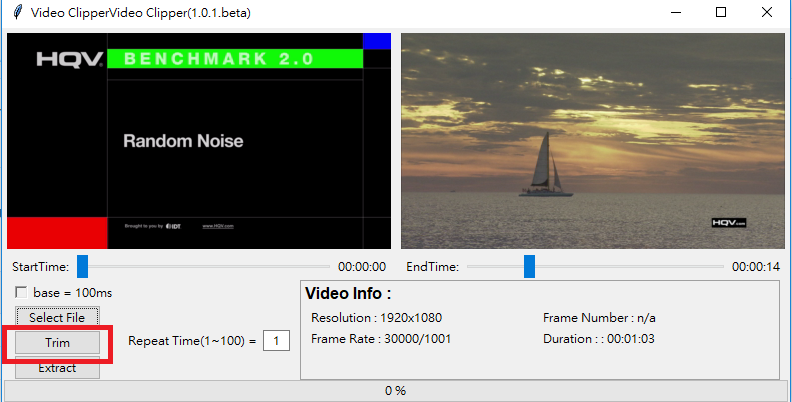 Video ClipperVideo Clipper(1.0.1.beta)
HQV BENCHMARK 2.0
Random Noise
Brought to you by IDT www.HQV.com
HQV.com
StartTime: 00:00:00 EndTime: 00:00:14
base = 100ms
Video Info :
Select File
Resolution : 1920x1080 Frame Number : n/a
Trim
Repeat Time(1~100) = 1
Frame Rate : 30000/1001 Duration : : 00:01:03
Extract
0 %